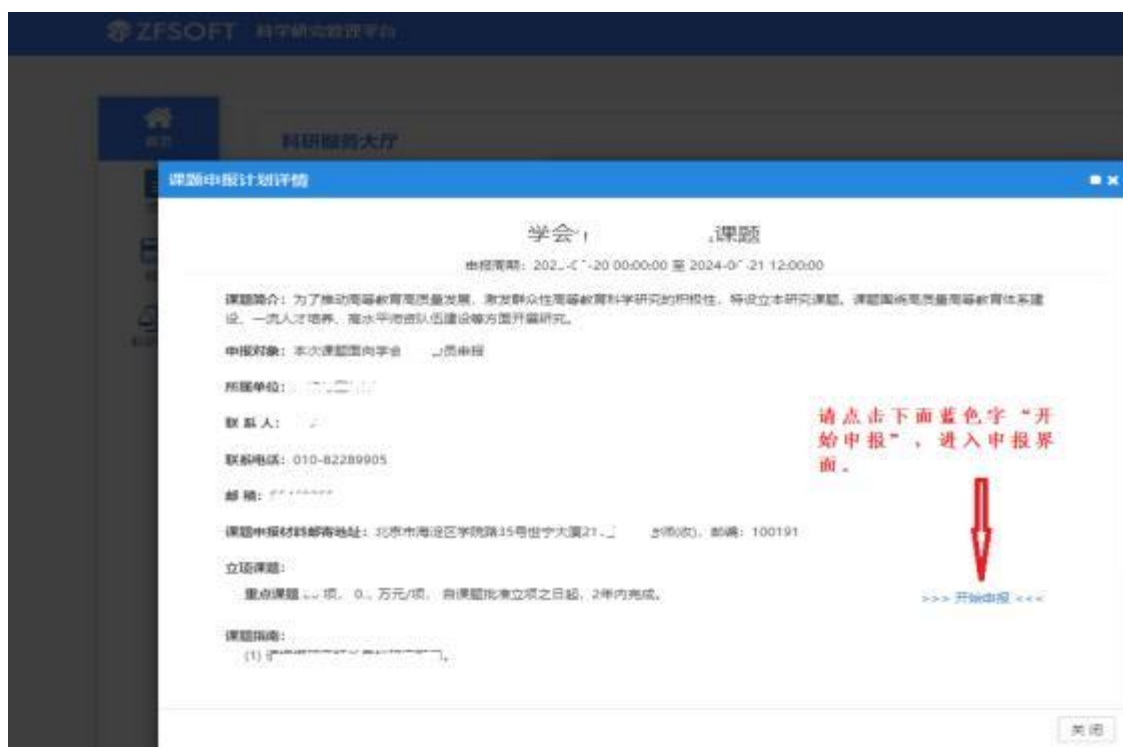 ZFSOFT 科学研究管理平台
首页
科研服务大厅
课题申报计划详情
学会 课题
申报周期： -20 00:00:00 至 2024- -21 12:00:00
课题简介：为了推动高等教育高质量发展，激发群众性高等教育科学研究的积极性，特设立本研究课题。课题围绕高质量高等教育体系建
设、一流人才培养、高水平师资队伍建设等方面开展研究。
申报对象：本次课题面向学会 员申报
所属单位：
联 系 人：
联系电话：010-82289905
邮 箱：
课题申报材料邮寄地址：北京市海淀区学院路35号世宁大厦21 老师(收)，邮编：100191
立项课题：
重点课题 项， 万元/项，自课题批准立项之日起，2年内完成。
课题指南：
(1)
请点击下面蓝色字“开
始申报”，进入申报界
面。
>>> 开始申报 <<<
关 闭